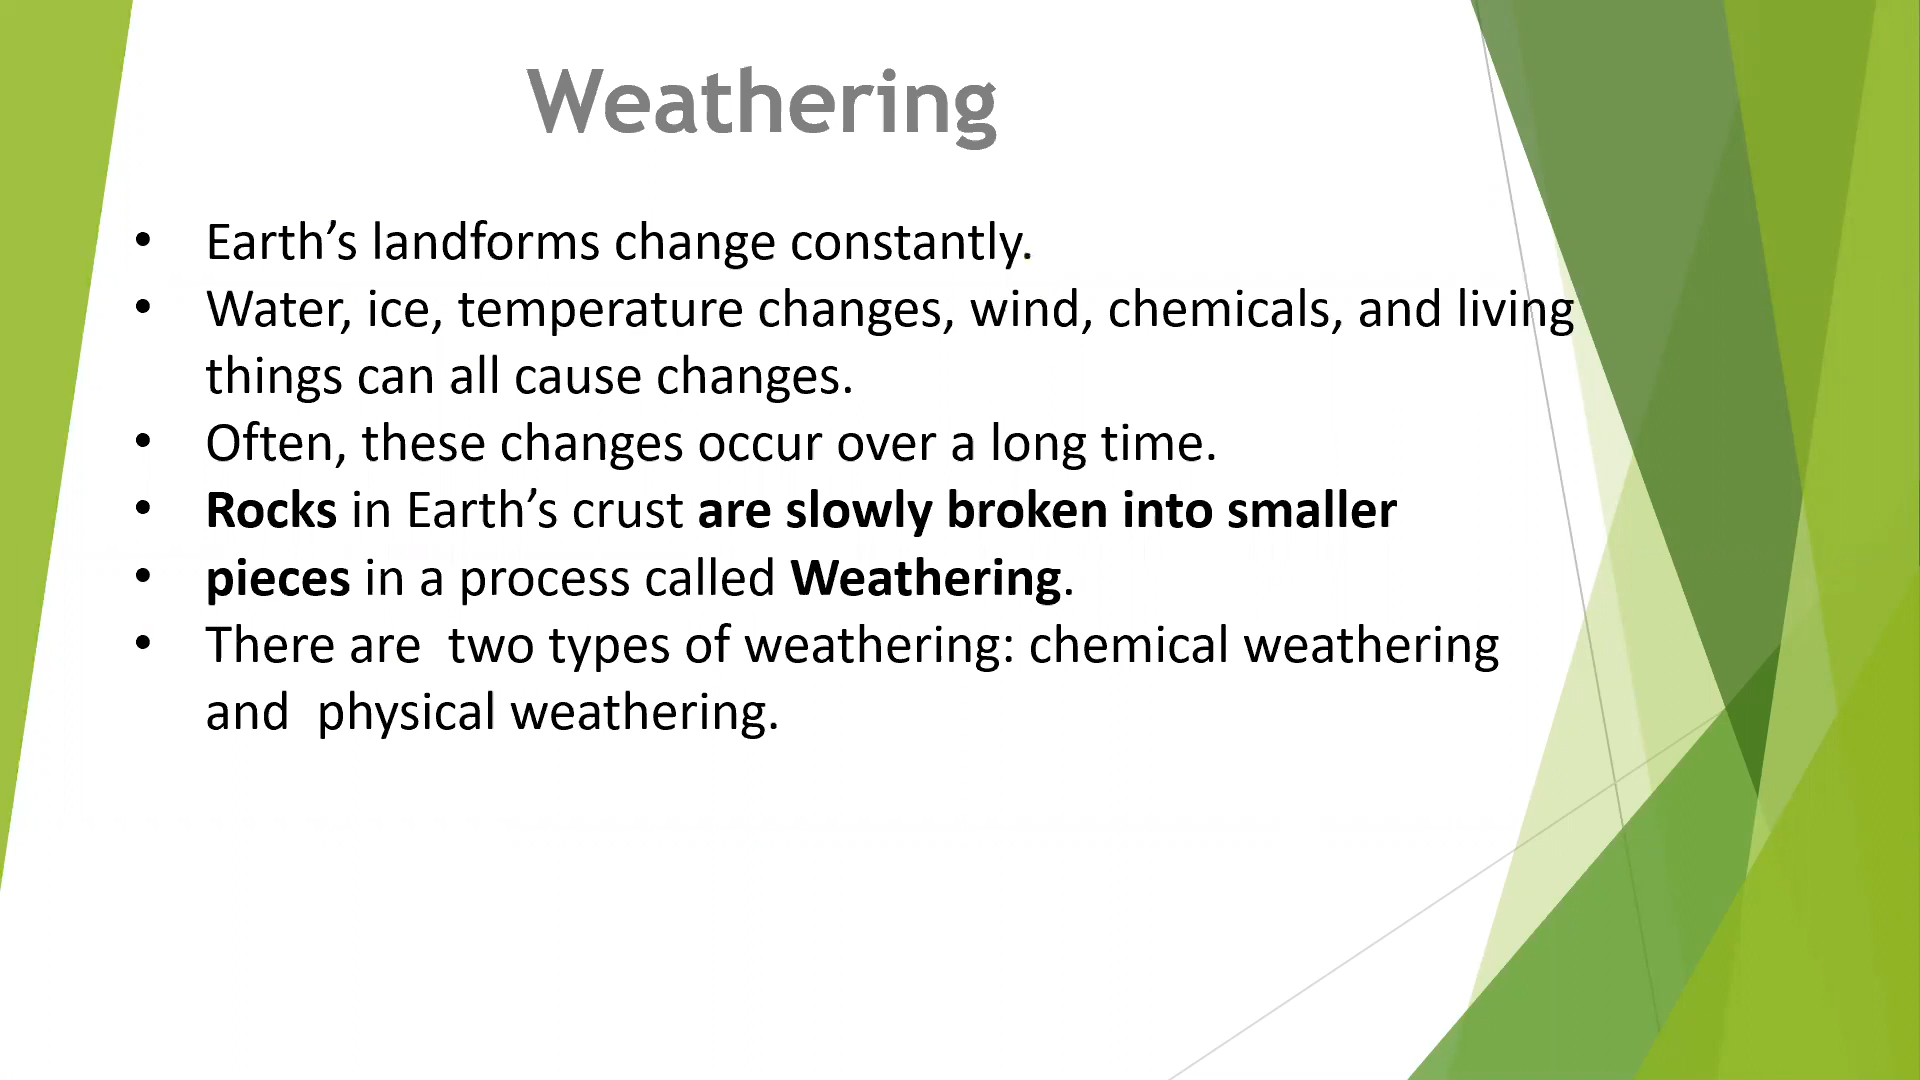 Weathering
• Earth’s landforms change constantly.
• Water, ice, temperature changes, wind, chemicals, and living
things can all cause changes.
• Often, these changes occur over a long time.
• Rocks in Earth’s crust are slowly broken into smaller
• pieces in a process called Weathering.
• There are  two types of weathering: chemical weathering
and  physical weathering.